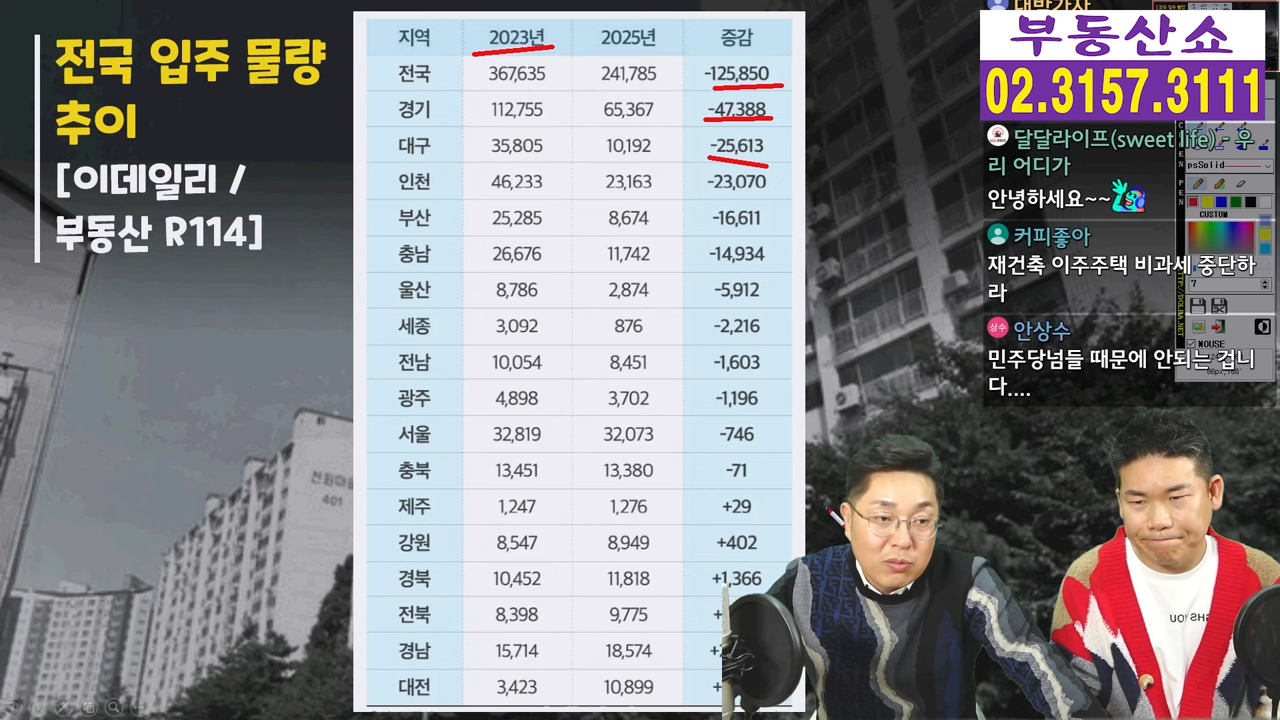 전국 입주 물량
추이
[이데일리 /
부동산 R114]
지역 2023년 2025년 증감
전국 367,635 241,785 -125,850
경기 112,755 65,367 -47,388
대구 35,805 10,192 -25,613
인천 46,233 23,163 -23,070
부산 25,285 8,674 -16,611
충남 26,676 11,742 -14,934
울산 8,786 2,874 -5,912
세종 3,092 876 -2,216
전남 10,054 8,451 -1,603
광주 4,898 3,702 -1,196
서울 32,819 32,073 -746
충북 13,451 13,380 -71
제주 1,247 1,276 +29
강원 8,547 8,949 +402
경북 10,452 11,818 +1,366
전북 8,398 9,775
경남 15,714 18,574
대전 3,423 10,899
부동산쇼
02.3157.3111
달달라이프(sweet life) - 우
리 어디가
안녕하세요~~
커피좋아
재건축 이주주택 비과세 중단하
라
상수 안상수
민주당넘들 때문에 안되는 겁니
다....
psSolid
CUSTOM
7
MOUSE
401